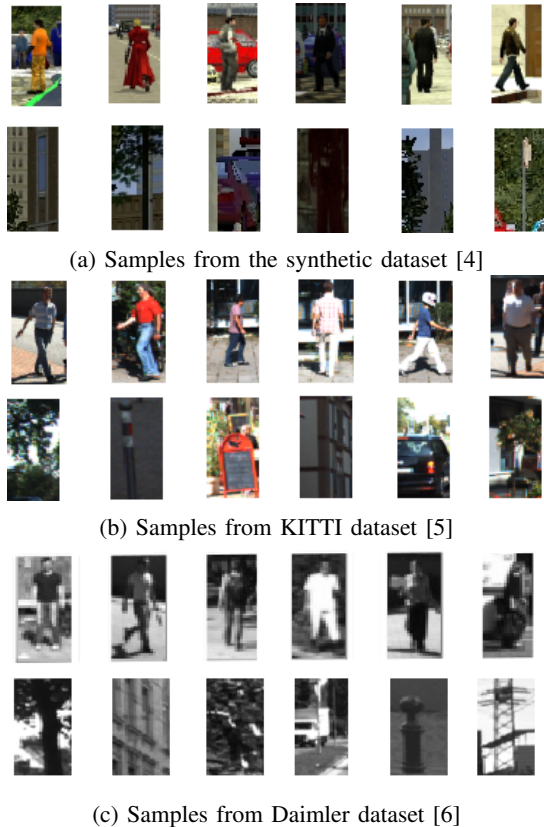 (a) Samples from the synthetic dataset [4]
(b) Samples from KITTI dataset [5]
(c) Samples from Daimler dataset [6]